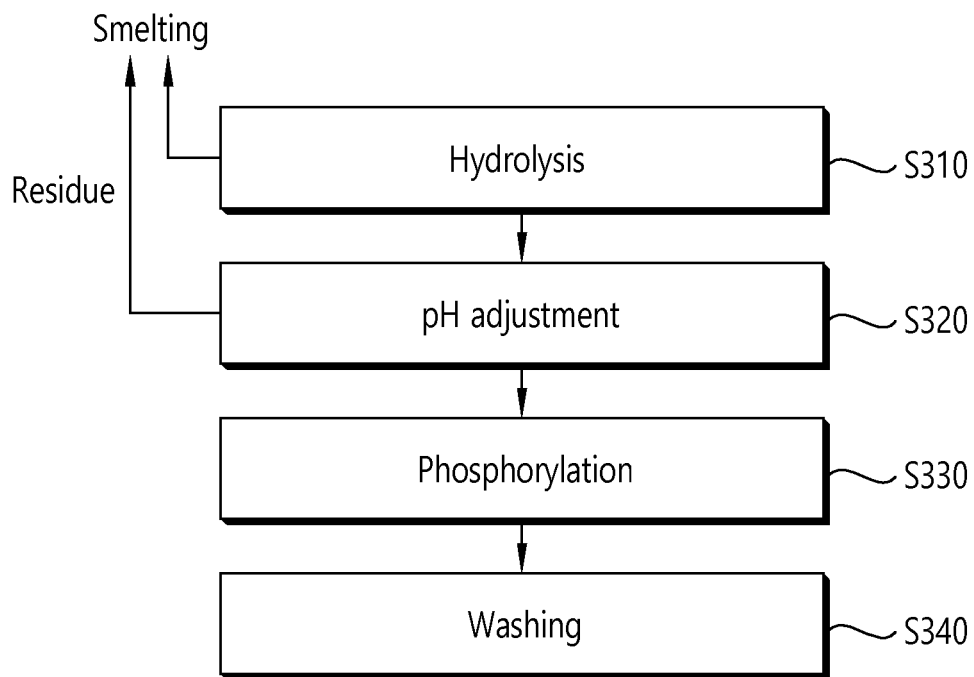 Smelting
Hydrolysis
S310
Residue
pH adjustment
S320
Phosphorylation
S330
Washing
S340